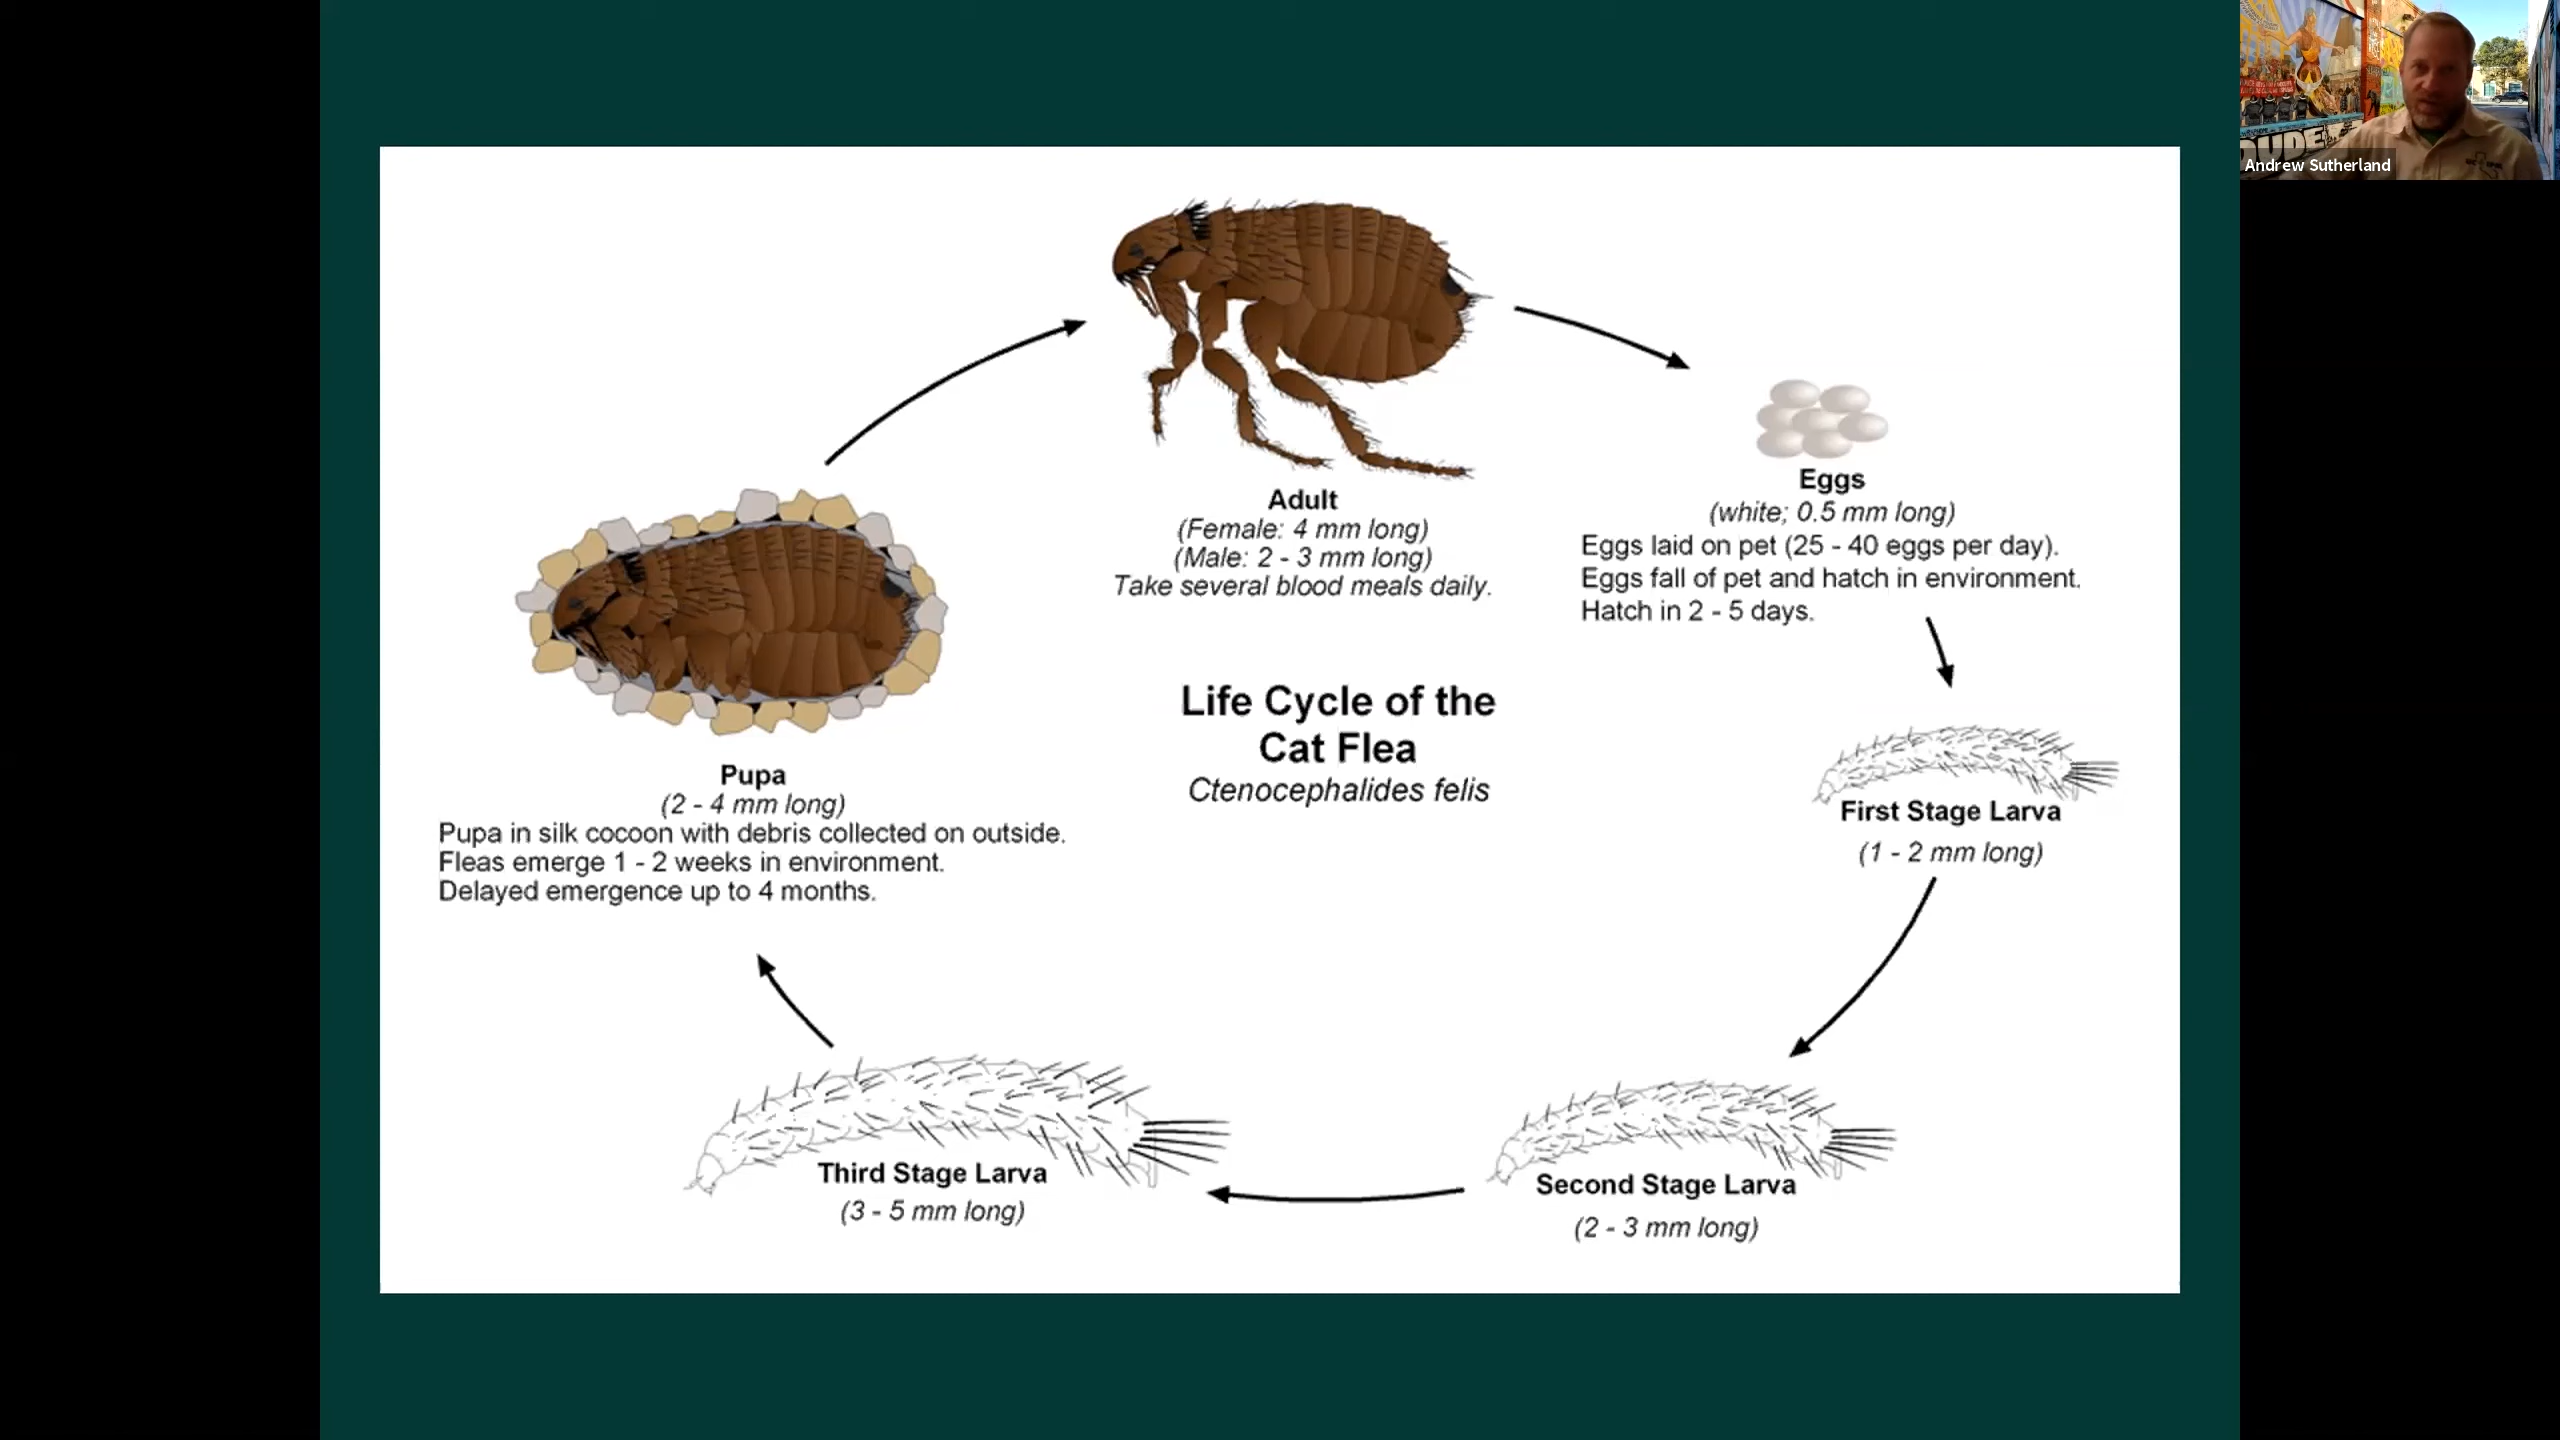 Andrew Sutherland
DUDE
Adult
(Female: 4 mm long)
(Male: 2 - 3 mm long)
Take several blood meals daily.
Eggs
(white; 0.5 mm long)
Eggs laid on pet (25 - 40 eggs per day).
Eggs fall of pet and hatch in environment.
Hatch in 2 - 5 days.
Life Cycle of the
Cat Flea
Ctenocephalides felis
Pupa
(2 - 4 mm long)
Pupa in silk cocoon with debris collected on outside.
Fleas emerge 1 - 2 weeks in environment.
Delayed emergence up to 4 months.
First Stage Larva
(1 - 2 mm long)
Third Stage Larva
(3 - 5 mm long)
Second Stage Larva
(2 - 3 mm long)